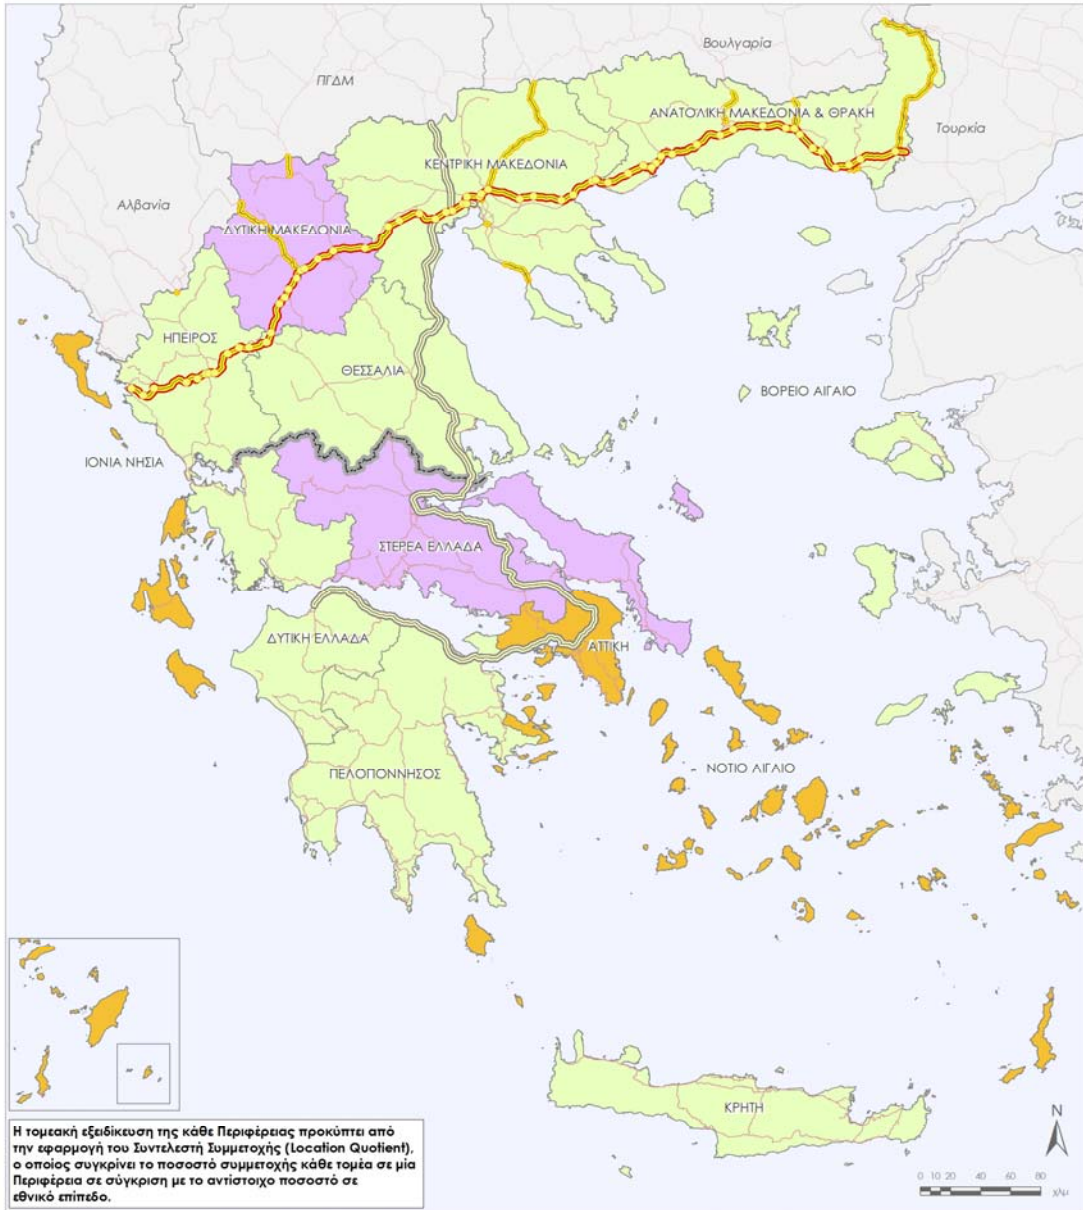 Βουλγαρία
ΠΓΔΜ
ΑΝΑΤΟΛΙΚΗ ΜΑΚΕΔΟΝΙΑ & ΘΡΑΚΗ
Τουρκία
ΚΕΝΤΡΙΚΗ ΜΑΚΕΔΟΝΙΑ
Αλβανία
ΔΥΤΙΚΗ ΜΑΚΕΔΟΝΙΑ
ΗΠΕΙΡΟΣ
ΘΕΣΣΑΛΙΑ
ΒΟΡΕΙΟ ΑΙΓΑΙΟ
ΙΟΝΙΑ ΝΗΣΙΑ
ΣΤΕΡΕΑ ΕΛΛΑΔΑ
ΔΥΤΙΚΗ ΕΛΛΑΔΑ
ΑΤΤΙΚΗ
ΝΟΤΙΟ ΑΙΓΑΙΟ
ΠΕΛΟΠΟΝΝΗΣΟΣ
ΚΡΗΤΗ
N
0 10 20 40 60 80
χλμ
Η τομεακή εξειδίκευση της κάθε Περιφέρειας προκύπτει από
την εφαρμογή του Συντελεστή Συμμετοχής (Location Quotient),
ο οποίος συγκρίνει το ποσοστό συμμετοχής κάθε τομέα σε μία
Περιφέρεια σε σύγκριση με το αντίστοιχο ποσοστό σε
εθνικό επίπεδο.